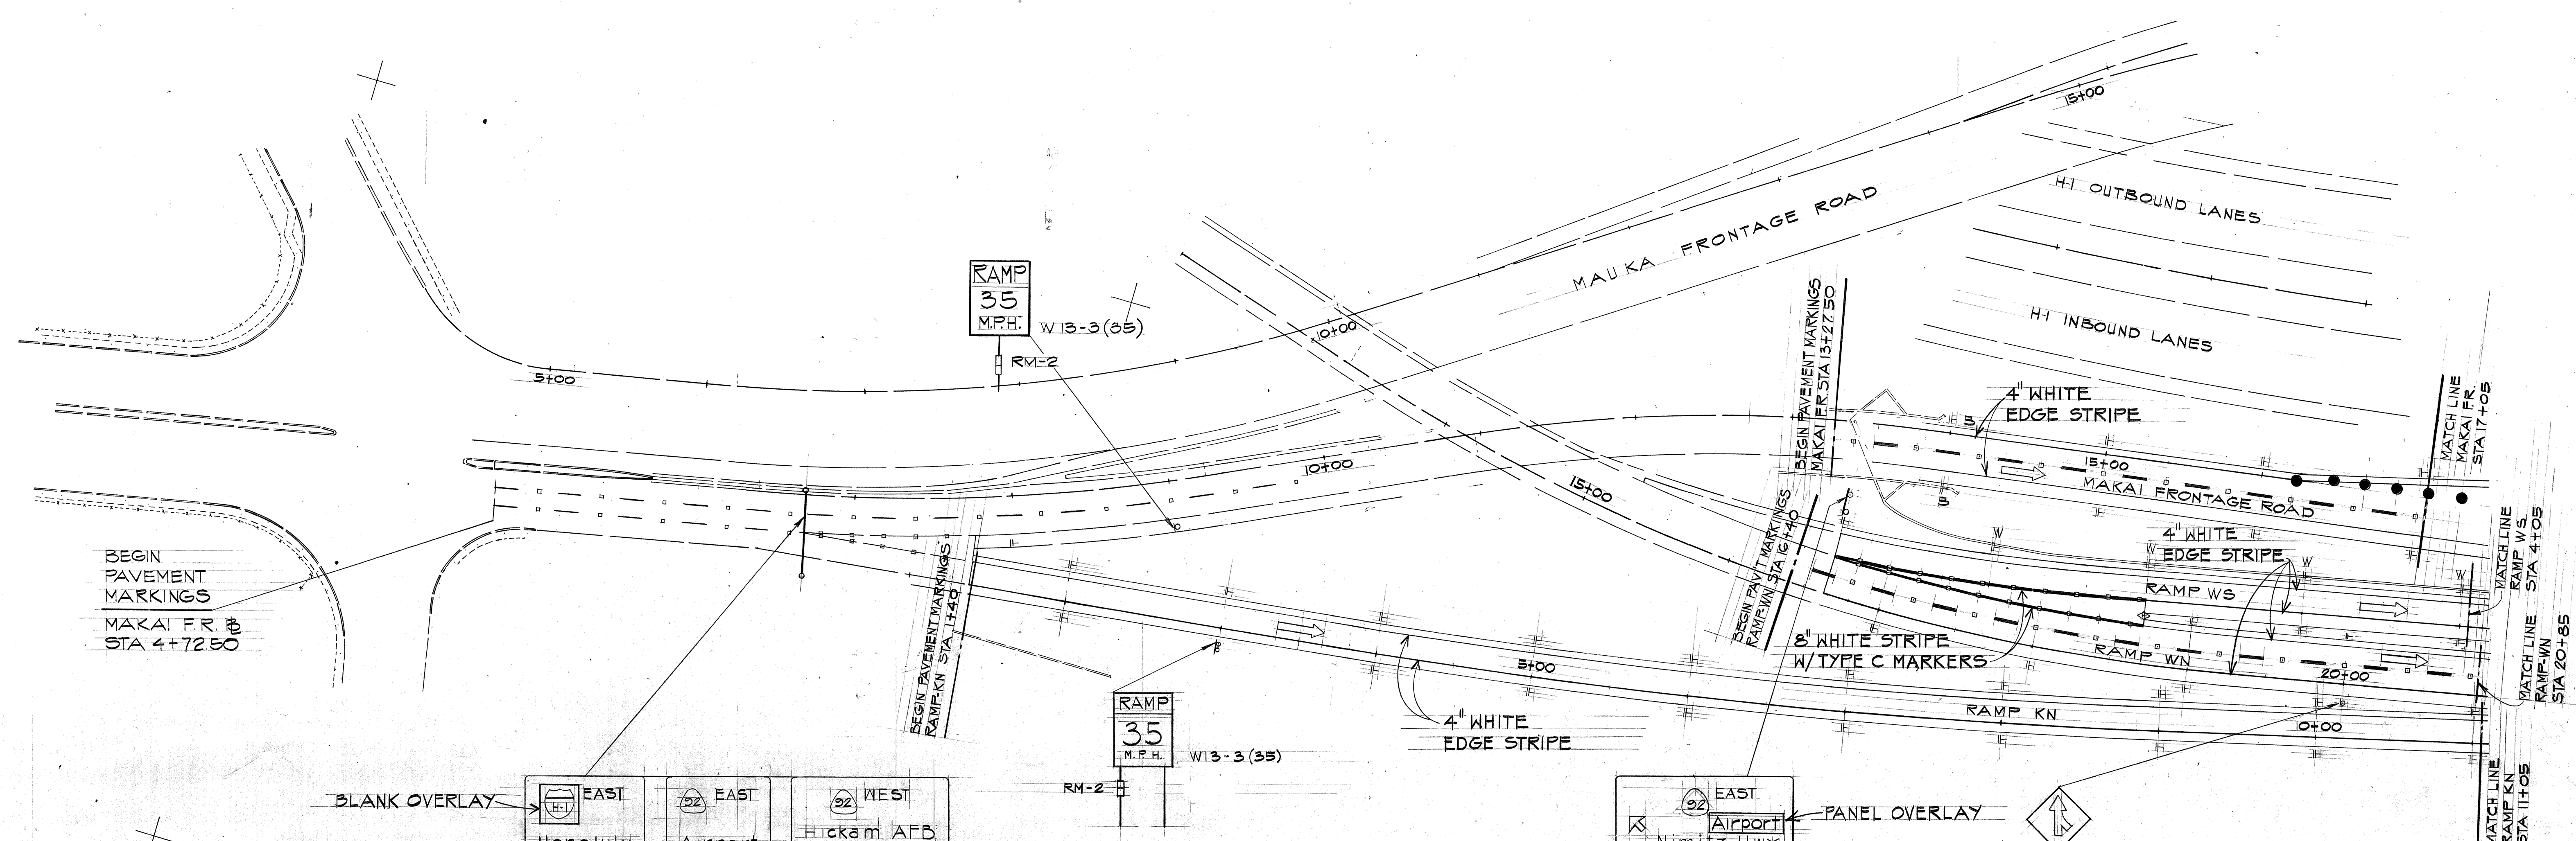 15+00
H-1 OUTBOUND LANES
MAUKA FRONTAGE ROAD
H-1 INBOUND LANES
RAMP
35
M.P.H.
W13-3(35)
RM-2
10+00
5+00
BEGIN PAVEMENT MARKINGS
MAKAI F.R. STA 13+27.50
4" WHITE
EDGE STRIPE
MATCH LINE
MAKAI F.R.
STA 17+05
15+00
MAKAI FRONTAGE ROAD
10+00
15+00
BEGIN PAV'T MARKINGS
RAMP-WN STA 16+40
4" WHITE
EDGE STRIPE
W
W
W
W
MATCH LINE
RAMP WS
STA 4+05
BEGIN
PAVEMENT
MARKINGS
MAKAI F.R. BL
STA 4+72.50
BEGIN PAVEMENT MARKINGS
RAMP-KN STA 1+40
RAMP WS
8" WHITE STRIPE
W/TYPE C MARKERS
RAMP WN
5+00
20+00
MATCH LINE
RAMP-WN
STA 20+85
RAMP KN
10+00
4" WHITE
EDGE STRIPE
RAMP
35
M.P.H.
W13-3(35)
RM-2
MATCH LINE
RAMP KN
STA 11+05
BLANK OVERLAY
H-1
EAST
Honolulu
92 EAST
Airport
92 WEST
Hickam AFB
92 EAST
Airport
PANEL OVERLAY
Nimitz Hwy